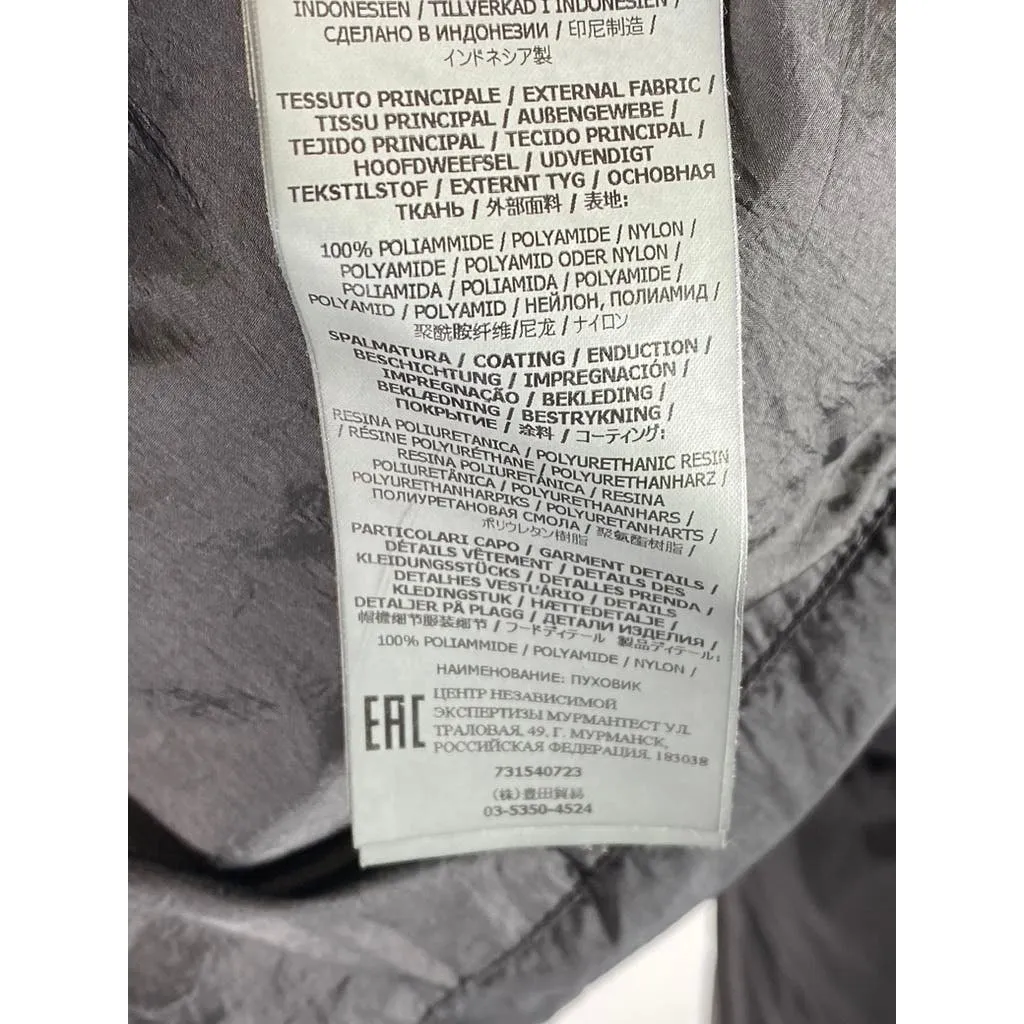 INDONESIEN / TILLVERKAD I INDONESIEN /
СДЕЛАНО В ИНДОНЕЗИИ / 印尼制造 /
インドネシア製
TESSUTO PRINCIPALE / EXTERNAL FABRIC /
TISSU PRINCIPAL / AUßENGEWEBE /
TEJIDO PRINCIPAL / TECIDO PRINCIPAL /
HOOFDWEEFSEL / UDVENDIGT
TEKSTILSTOF / EXTERNT TYG / ОСНОВНАЯ
ТКАНЬ / 外部面料 / 表地:
100% POLIAMMIDE / POLYAMIDE / NYLON /
POLYAMIDE / POLYAMID ODER NYLON /
POLIAMIDA / POLIAMIDA / POLYAMIDE /
POLYAMID / POLYAMID / НЕЙЛОН, ПОЛИАМИД /
聚酰胺纤维/尼龙 / ナイロン
SPALMATURA / COATING / ENDUCTION /
BESCHICHTUNG / IMPREGNACIÓN /
IMPREGNAÇÃO / BEKLEDING /
BEKLÆDNING / BESTRYKNING /
ПОКРЫТИЕ / 涂料 / コーティング:
RESINA POLIURETANICA / POLYURETHANIC RESIN
/ RÉSINE POLYURÉTHANE / POLYURETHANHARZ /
RESINA POLIURETÁNICA / RESINA
POLIURETÂNICA / POLYURETHAANHARS /
POLYURETHANHARPIKS / POLYURETANHARTS /
ПОЛИУРЕТАНОВАЯ СМОЛА / 聚氨酯树脂 /
ポリウレタン樹脂
PARTICOLARI CAPO / GARMENT DETAILS /
DÉTAILS VÊTEMENT / DETAILS DES
KLEIDUNGSSTÜCKS / DETALLES PRENDA /
DETALHES VESTUÁRIO / DETAILS
KLEDINGSTUK / HÆTTEDETALJE /
DETALJER PÅ PLAGG / ДЕТАЛИ ИЗДЕЛИЯ /
帽檐细节服装细节 / フードディテール 製品ディテール:
100% POLIAMMIDE / POLYAMIDE / NYLON /
НАИМЕНОВАНИЕ: ПУХОВИК
EAC
ЦЕНТР НЕЗАВИСИМОЙ
ЭКСПЕРТИЗЫ МУРМАНТЕСТ УЛ.
ТРАЛОВАЯ, 49, Г. МУРМАНСК,
РОССИЙСКАЯ ФЕДЕРАЦИЯ, 183038
731540723
(株)豊田貿易
03-5350-4524